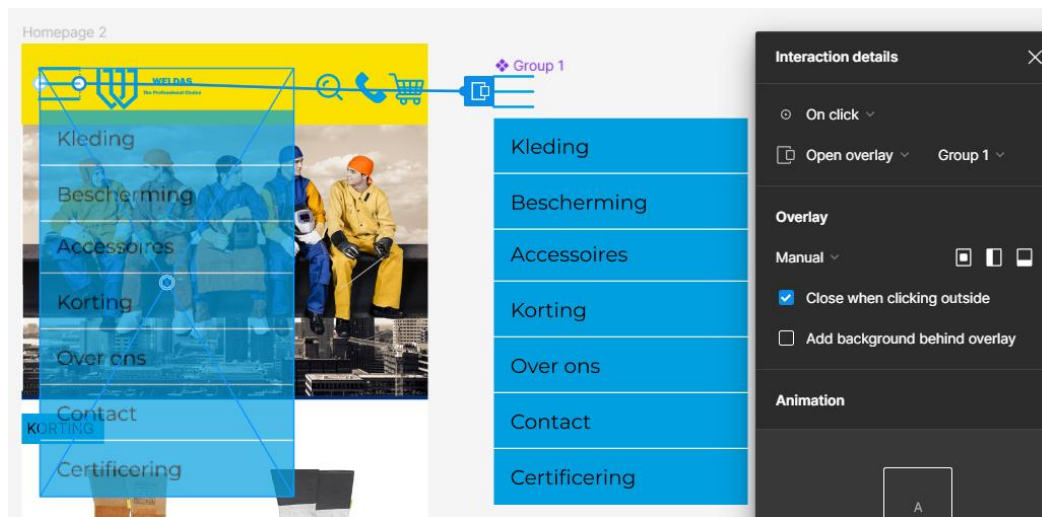 Homepage 2
WELDAS
The Professional Choice
Kleding
Bescherming
Accessoires
Korting
Over ons
Contact
KORTING
Certificering
Group 1
Kleding
Bescherming
Accessoires
Korting
Over ons
Contact
Certificering
Interaction details
On click
Open overlay Group 1
Overlay
Manual
Close when clicking outside
Add background behind overlay
Animation
A